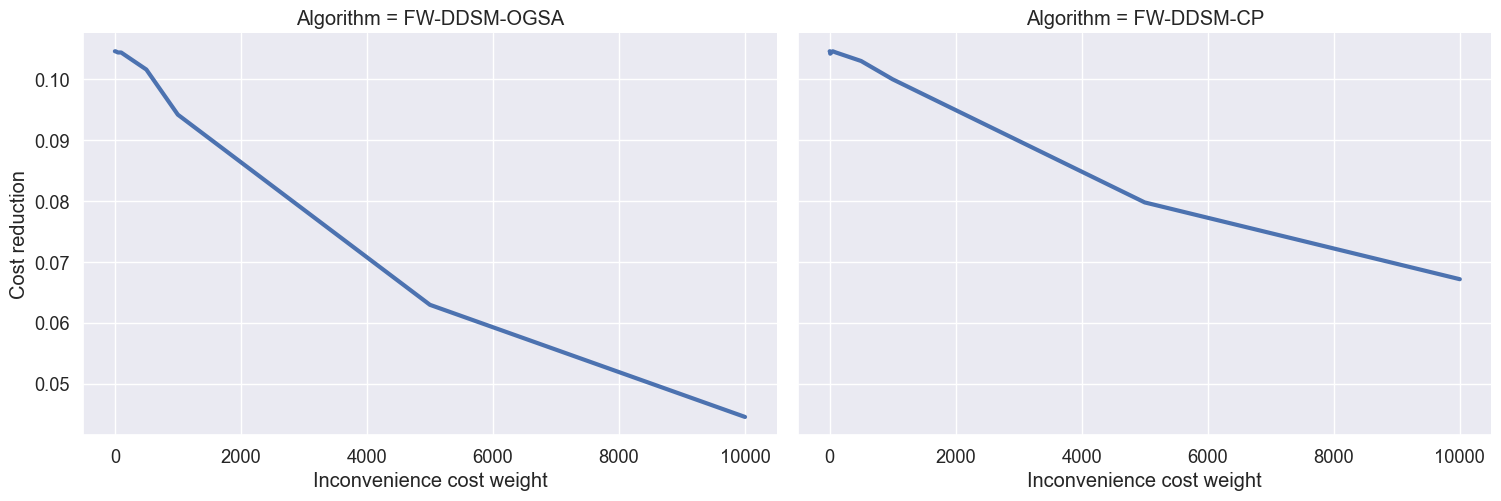 Algorithm = FW-DDSM-OGSA
Algorithm = FW-DDSM-CP
Cost reduction
0.10
0.09
0.08
0.07
0.06
0.05
0 2000 4000 6000 8000 10000
0 2000 4000 6000 8000 10000
Inconvenience cost weight
Inconvenience cost weight